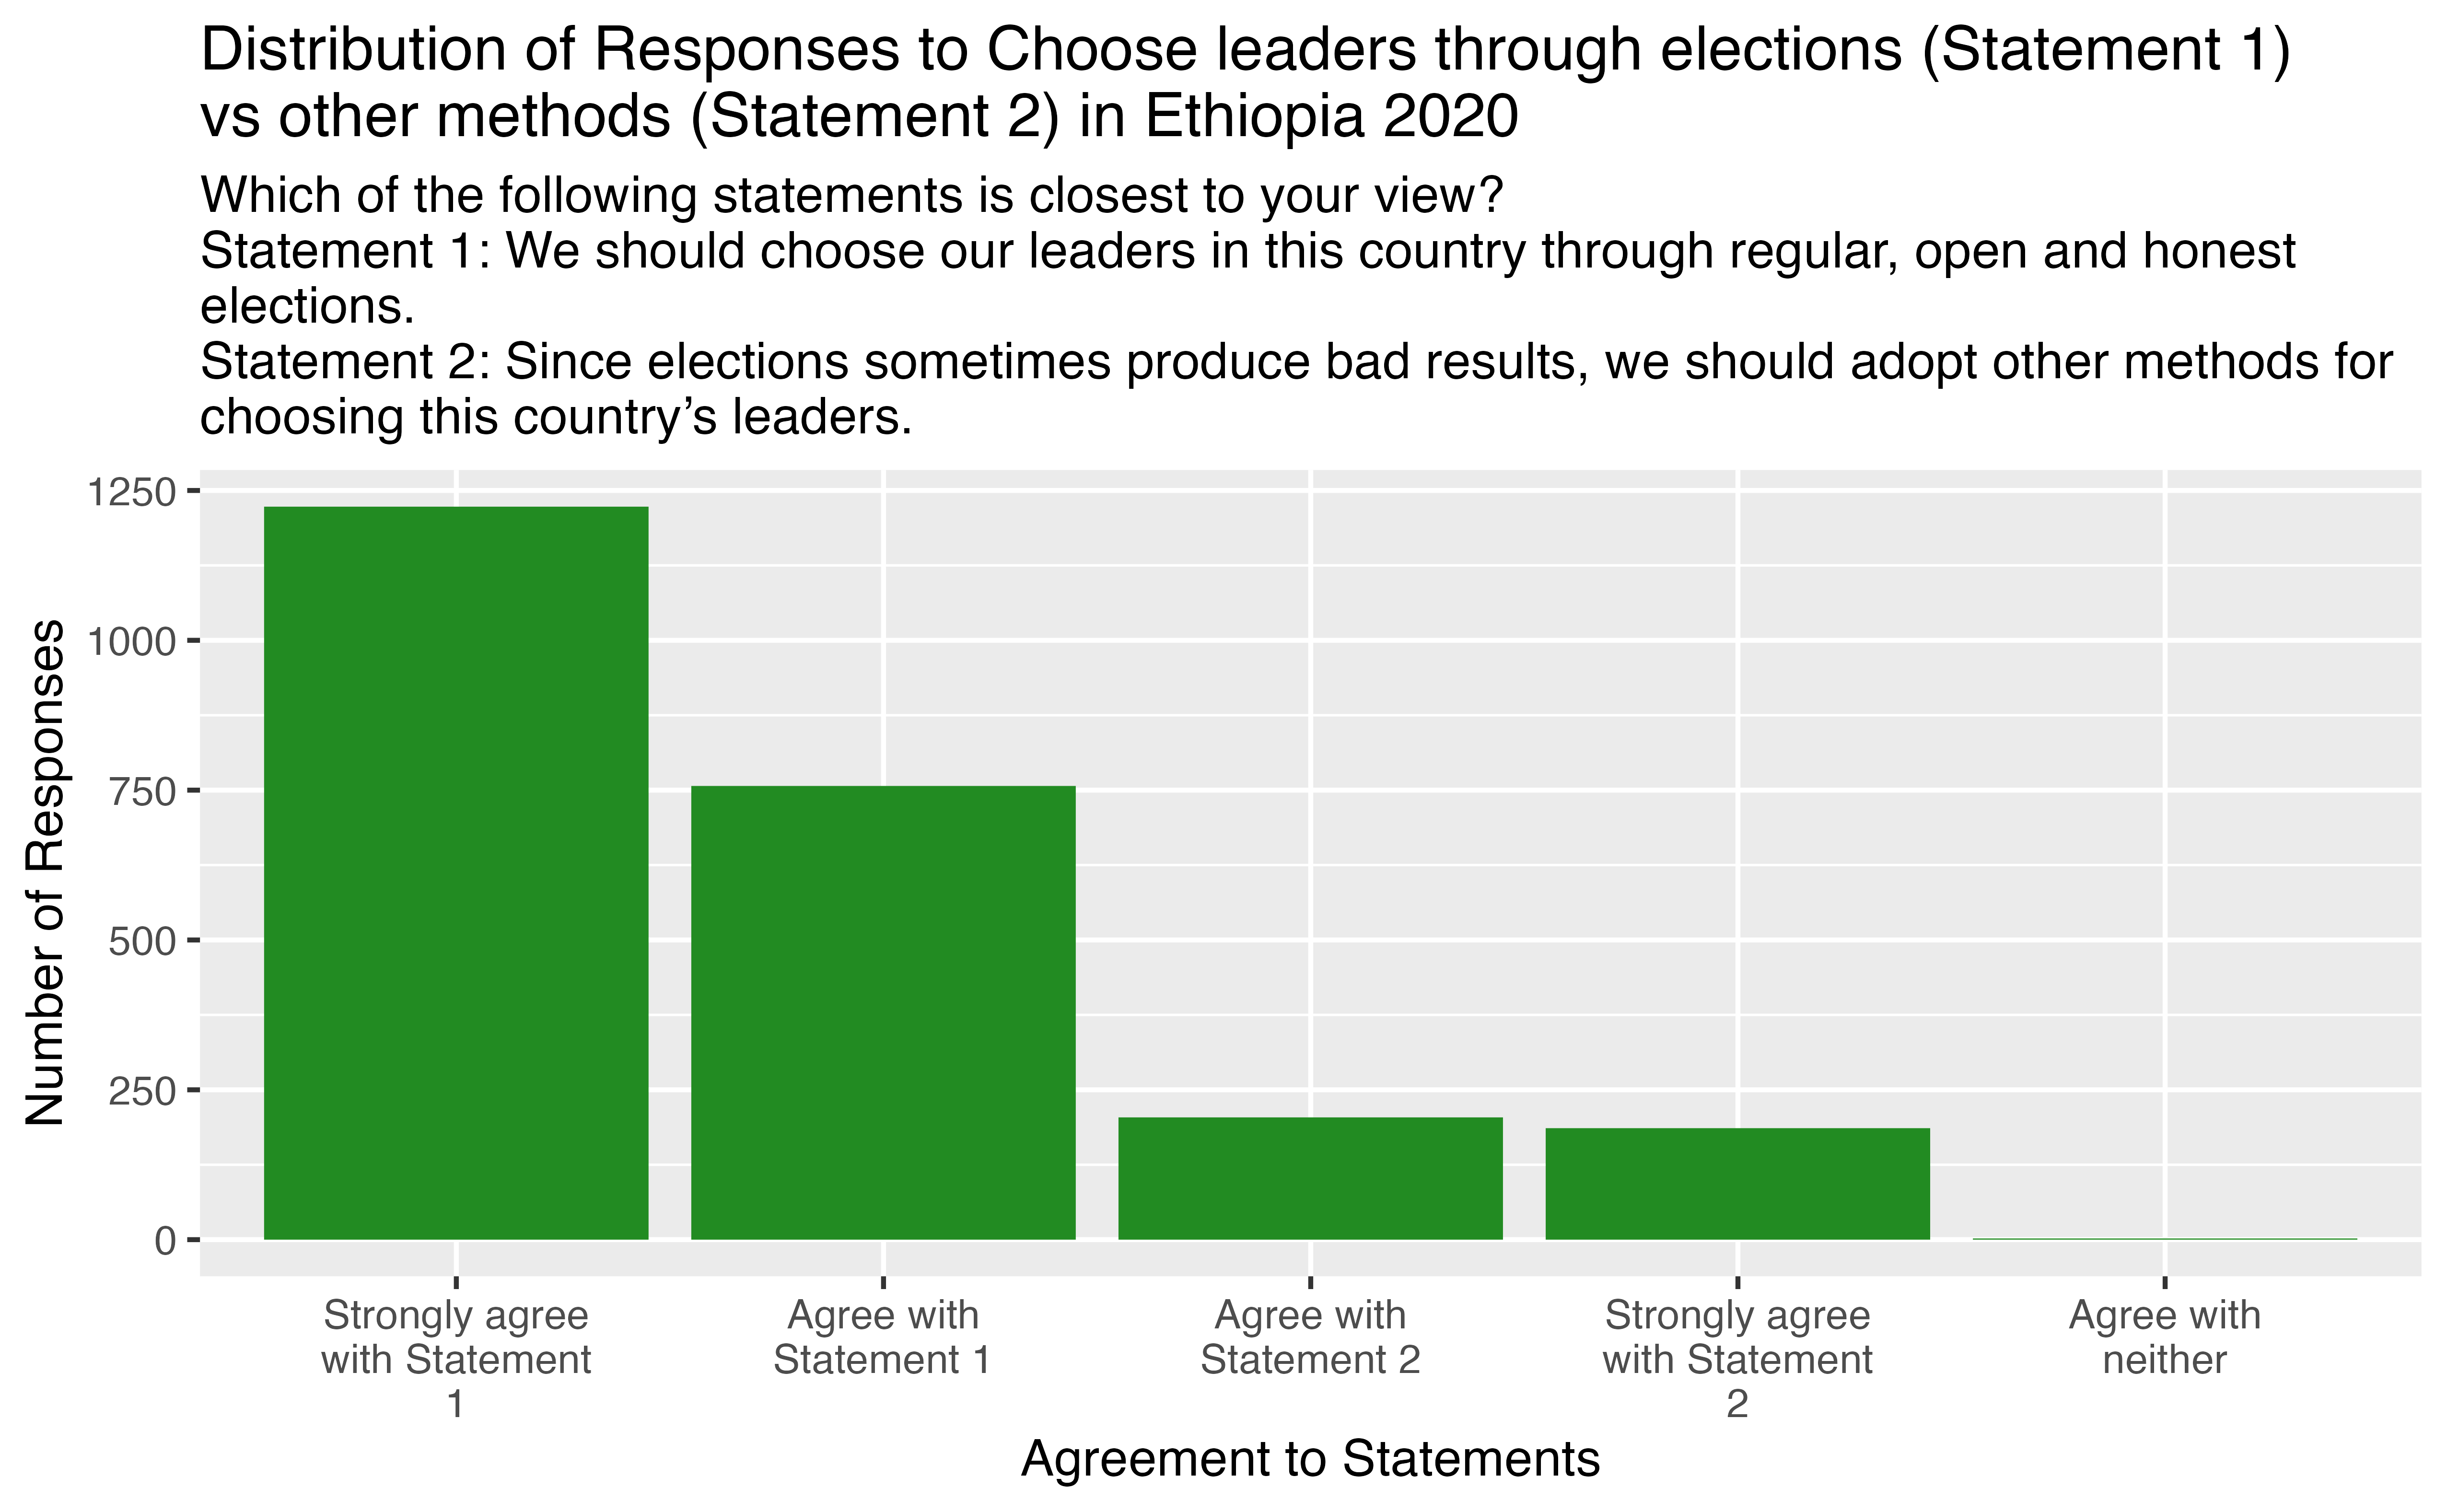 Distribution of Responses to Choose leaders through elections (Statement 1)
vs other methods (Statement 2) in Ethiopia 2020
Which of the following statements is closest to your view?
Statement 1: We should choose our leaders in this country through regular, open and honest
elections.
Statement 2: Since elections sometimes produce bad results, we should adopt other methods for
choosing this country’s leaders.
Number of Responses
1250
1000
750
500
250
0
Strongly agree
with Statement
1
Agree with
Statement 1
Agree with
Statement 2
Strongly agree
with Statement
2
Agree with
neither
Agreement to Statements